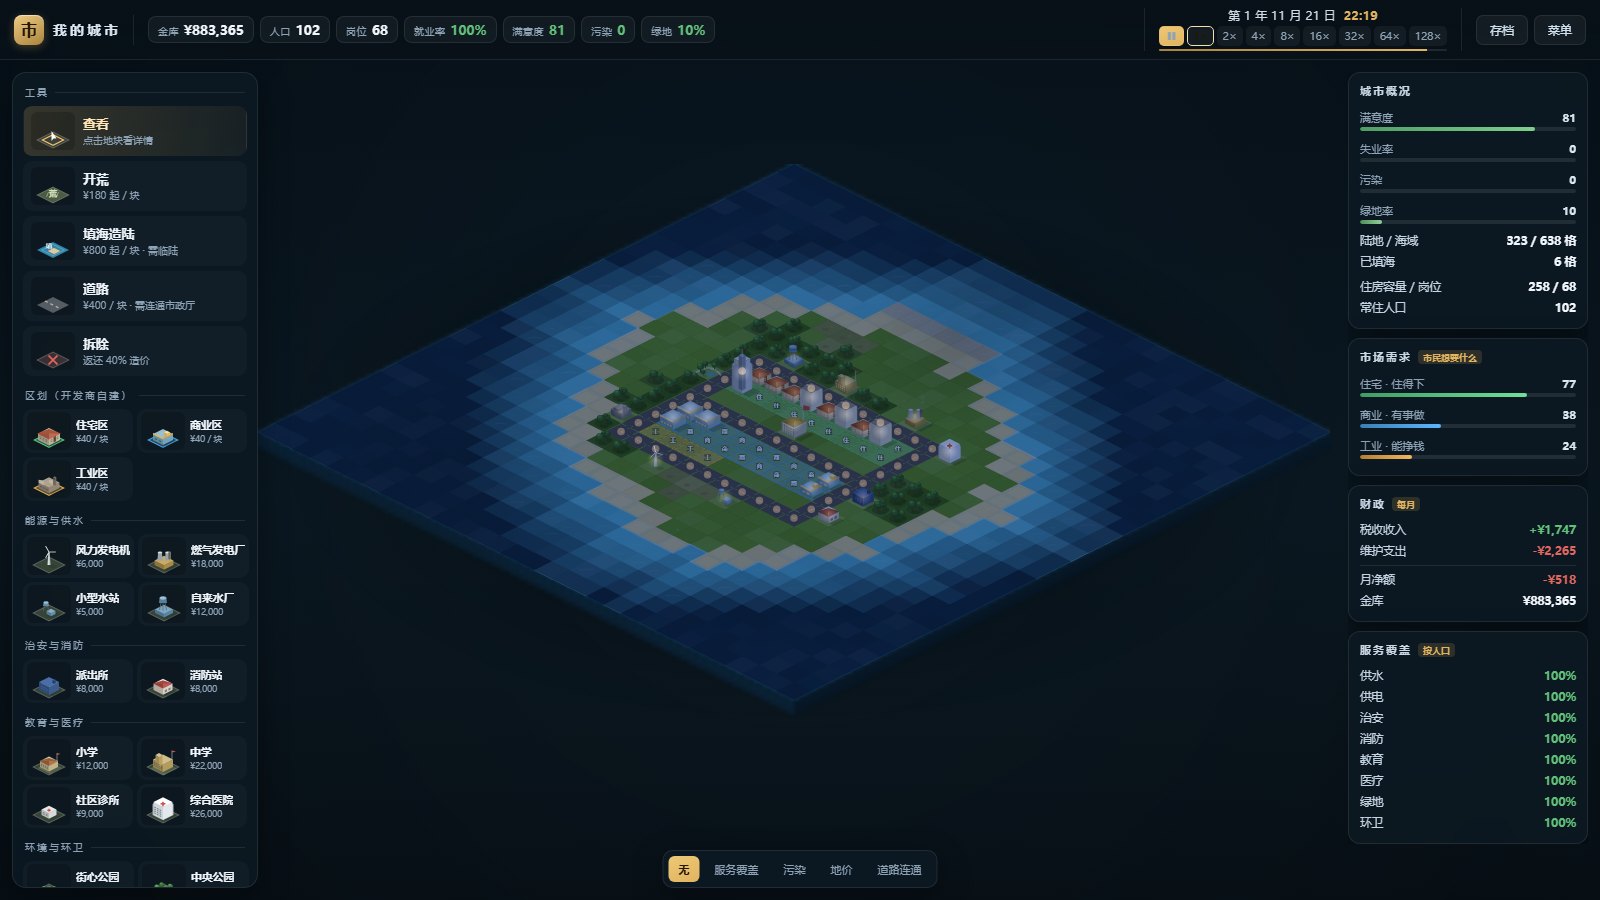 市 我的城市
金库 ¥883,365
人口 102
岗位 68
就业率 100%
满意度 81
污染 0
绿地 10%
第 1 年 11 月 21 日 22:19
2× 4× 8× 16× 32× 64× 128×
存档
菜单
工具
查看
点击地块看详情
开荒
¥180 起 / 块
填海造陆
¥800 起 / 块 · 需临陆
道路
¥400 / 块 · 需连通市政厅
拆除
返还 40% 造价
区划（开发商自建）
住宅区
¥40 / 块
商业区
¥40 / 块
工业区
¥40 / 块
能源与供水
风力发电机
¥6,000
燃气发电厂
¥18,000
小型水站
¥5,000
自来水厂
¥12,000
治安与消防
派出所
¥8,000
消防站
¥8,000
教育与医疗
小学
¥12,000
中学
¥22,000
社区诊所
¥9,000
综合医院
¥26,000
环境与环卫
街心公园
中央公园
无
服务覆盖
污染
地价
道路连通
城市概况
满意度 81
失业率 0
污染 0
绿地率 10
陆地 / 海域 323 / 638 格
已填海 6 格
住房容量 / 岗位 258 / 68
常住人口 102
市场需求 市民想要什么
住宅 · 住得下 77
商业 · 有事做 38
工业 · 能挣钱 24
财政 每月
税收收入 +¥1,747
维护支出 -¥2,265
月净额 -¥518
金库 ¥883,365
服务覆盖 按人口
供水 100%
供电 100%
治安 100%
消防 100%
教育 100%
医疗 100%
绿地 100%
环卫 100%